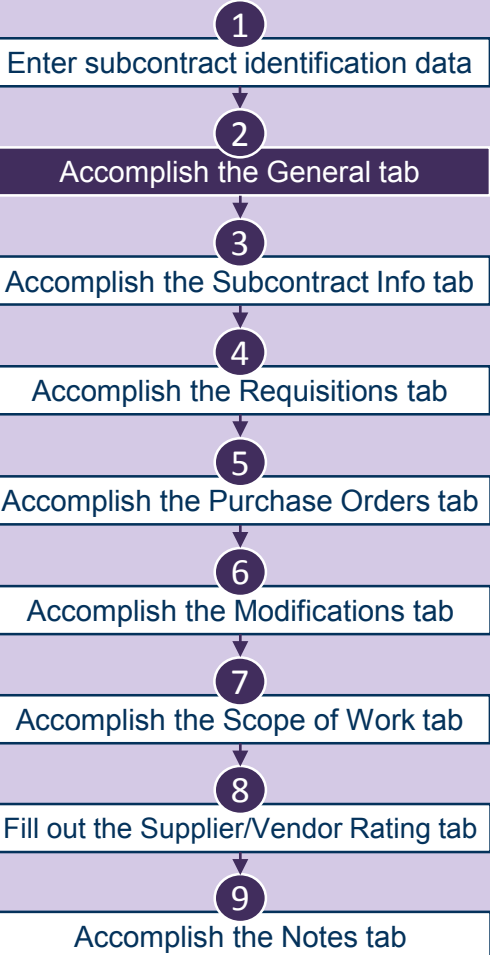 1
Enter subcontract identification data
2
Accomplish the General tab
3
Accomplish the Subcontract Info tab
4
Accomplish the Requisitions tab
5
Accomplish the Purchase Orders tab
6
Accomplish the Modifications tab
7
Accomplish the Scope of Work tab
8
Fill out the Supplier/Vendor Rating tab
9
Accomplish the Notes tab